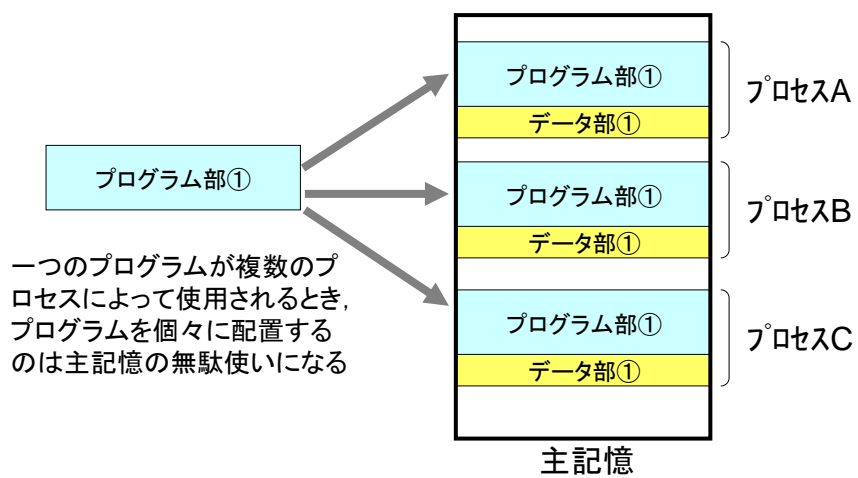 プログラム部①
一つのプログラムが複数のプ
ロセスによって使用されるとき,
プログラムを個々に配置する
のは主記憶の無駄使いになる
プログラム部①
データ部①
プロセスA
プログラム部①
データ部①
プロセスB
プログラム部①
データ部①
プロセスC
主記憶